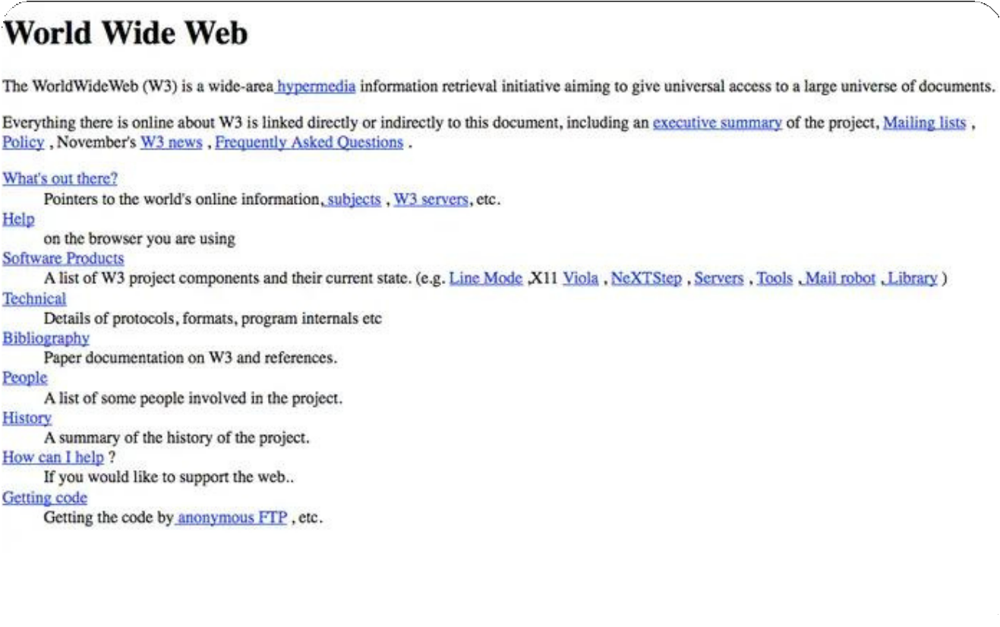 World Wide Web
The WorldWideWeb (W3) is a wide-area hypermedia information retrieval initiative aiming to give universal access to a large universe of documents.
Everything there is online about W3 is linked directly or indirectly to this document, including an executive summary of the project, Mailing lists ,
Policy , November's W3 news , Frequently Asked Questions .
What's out there?
Pointers to the world's online information, subjects , W3 servers, etc.
Help
on the browser you are using
Software Products
A list of W3 project components and their current state. (e.g. Line Mode ,X11 Viola , NeXTStep , Servers , Tools , Mail robot , Library )
Technical
Details of protocols, formats, program internals etc
Bibliography
Paper documentation on W3 and references.
People
A list of some people involved in the project.
History
A summary of the history of the project.
How can I help ?
If you would like to support the web..
Getting code
Getting the code by anonymous FTP , etc.